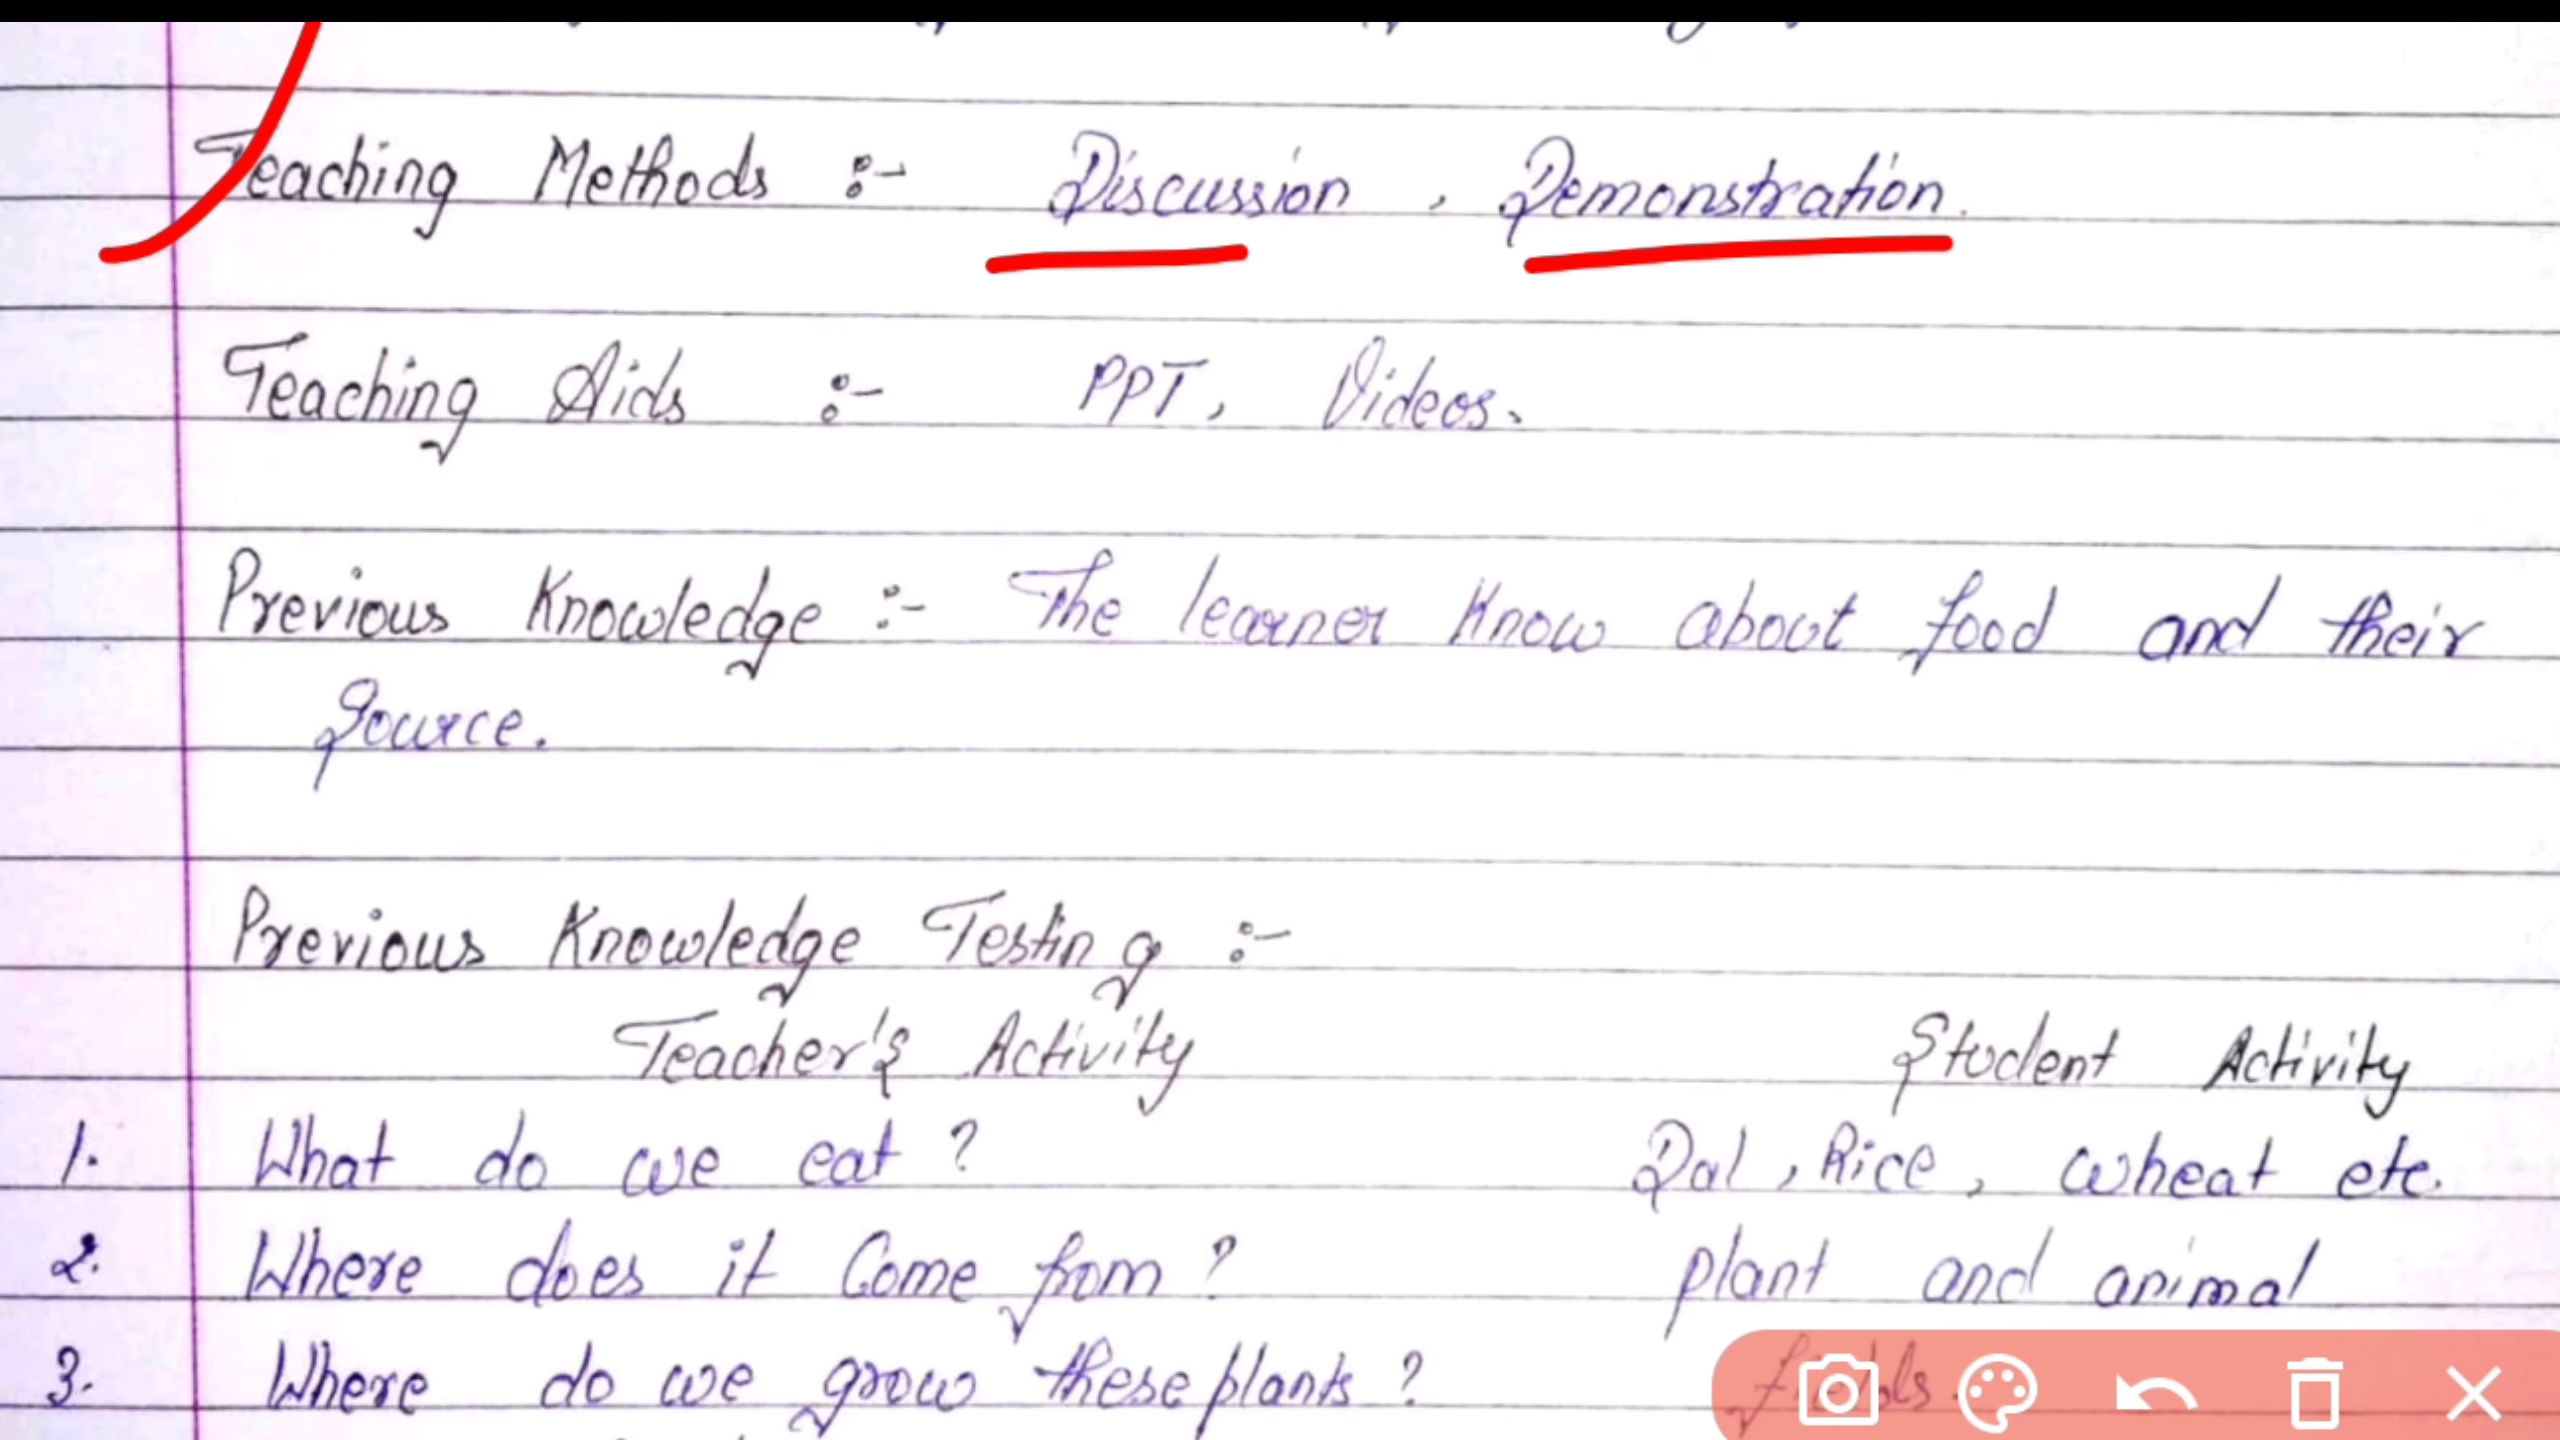 Teaching Methods :- Discussion, Demonstration.
Teaching Aids :- PPT, Videos.
Previous Knowledge :- The learner Know about food and their
Source.
Previous Knowledge Testing :-
Teacher's Activity Student Activity
1. What do we eat ? Dal, Rice, wheat etc.
2. Where does it Come from ? plant and animal
3. Where do we grow these plants ? fields.